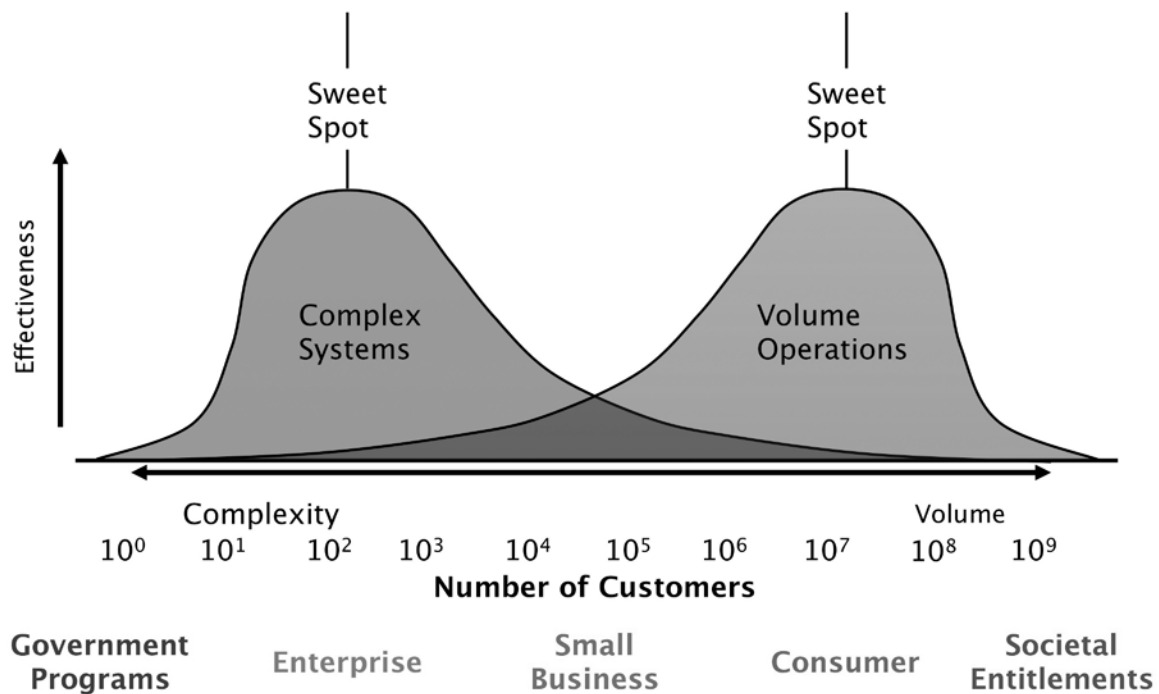 Sweet
Spot
Sweet
Spot
Effectiveness
Complex
Systems
Volume
Operations
Complexity
Volume
10⁰ 10¹ 10² 10³ 10⁴ 10⁵ 10⁶ 10⁷ 10⁸ 10⁹
Number of Customers
Government
Programs
Enterprise
Small
Business
Consumer
Societal
Entitlements